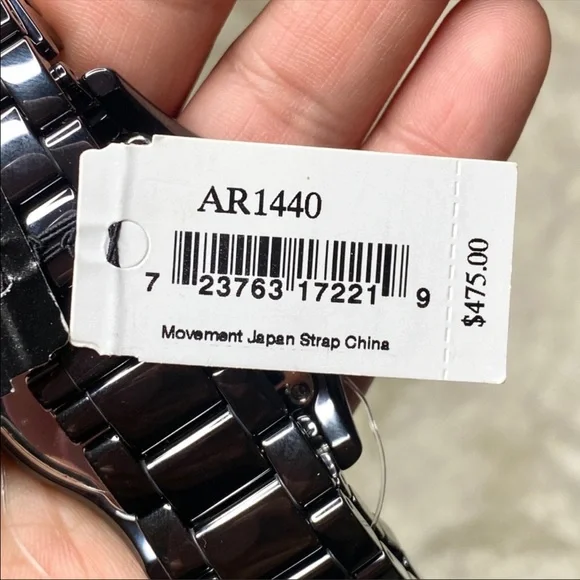 AR1440
7 23763 17221 9
Movement Japan Strap China
$475.00